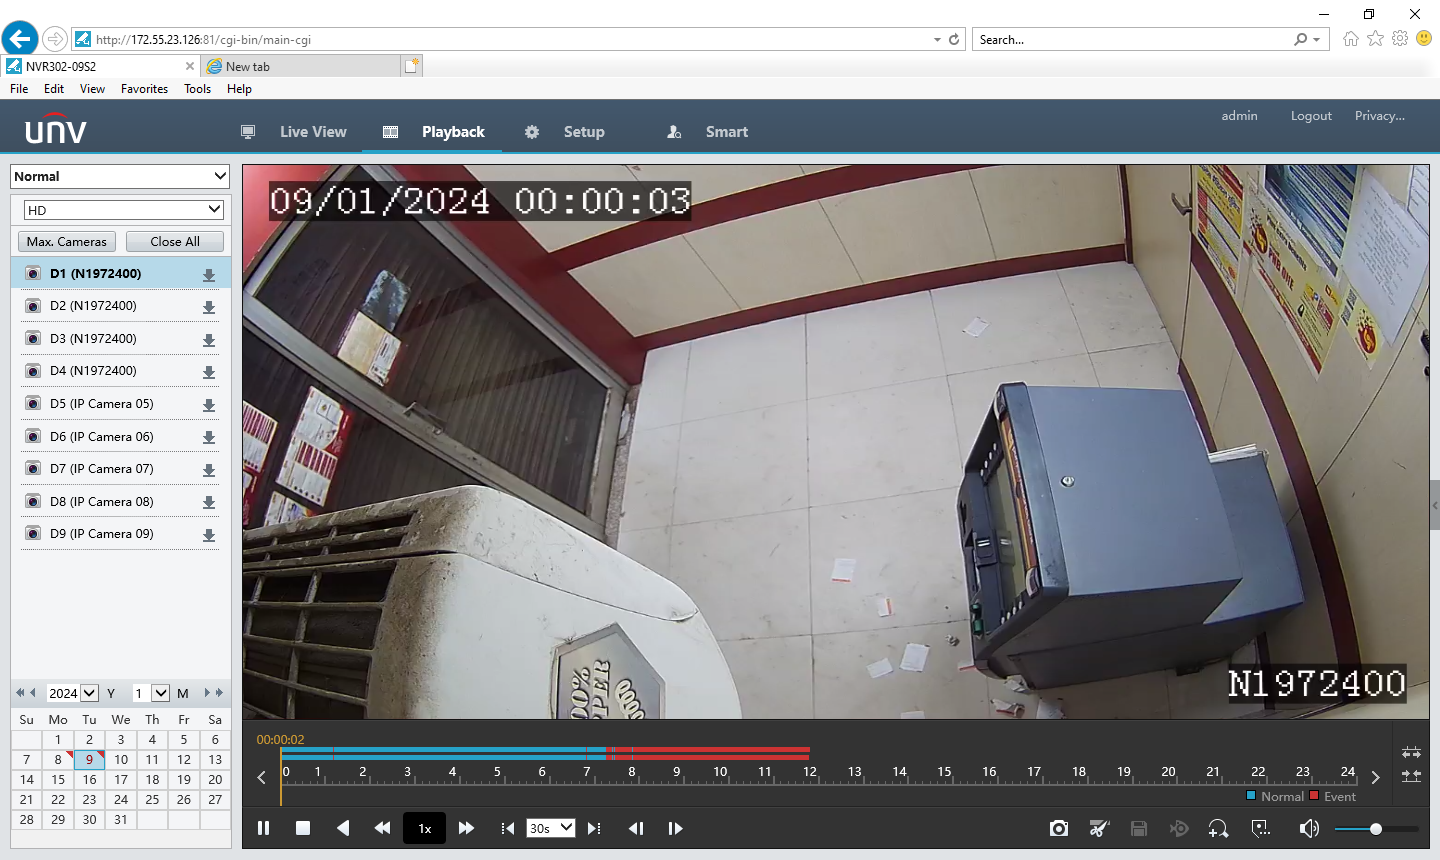 http://172.55.23.126:81/cgi-bin/main-cgi
Search...
NVR302-09S2
New tab
File Edit View Favorites Tools Help
unv
Live View Playback Setup Smart
admin Logout Privacy...
Normal
HD
Max. Cameras Close All
D1 (N1972400)
D2 (N1972400)
D3 (N1972400)
D4 (N1972400)
D5 (IP Camera 05)
D6 (IP Camera 06)
D7 (IP Camera 07)
D8 (IP Camera 08)
D9 (IP Camera 09)
2024 Y 1 M
Su Mo Tu We Th Fr Sa
1 2 3 4 5 6
7 8 9 10 11 12 13
14 15 16 17 18 19 20
21 22 23 24 25 26 27
28 29 30 31
09/01/2024 00:00:03
PNB ONE
100%
N1972400
00:00:02
0 1 2 3 4 5 6 7 8 9 10 11 12 13 14 15 16 17 18 19 20 21 22 23 24
Normal Event
1x
30s